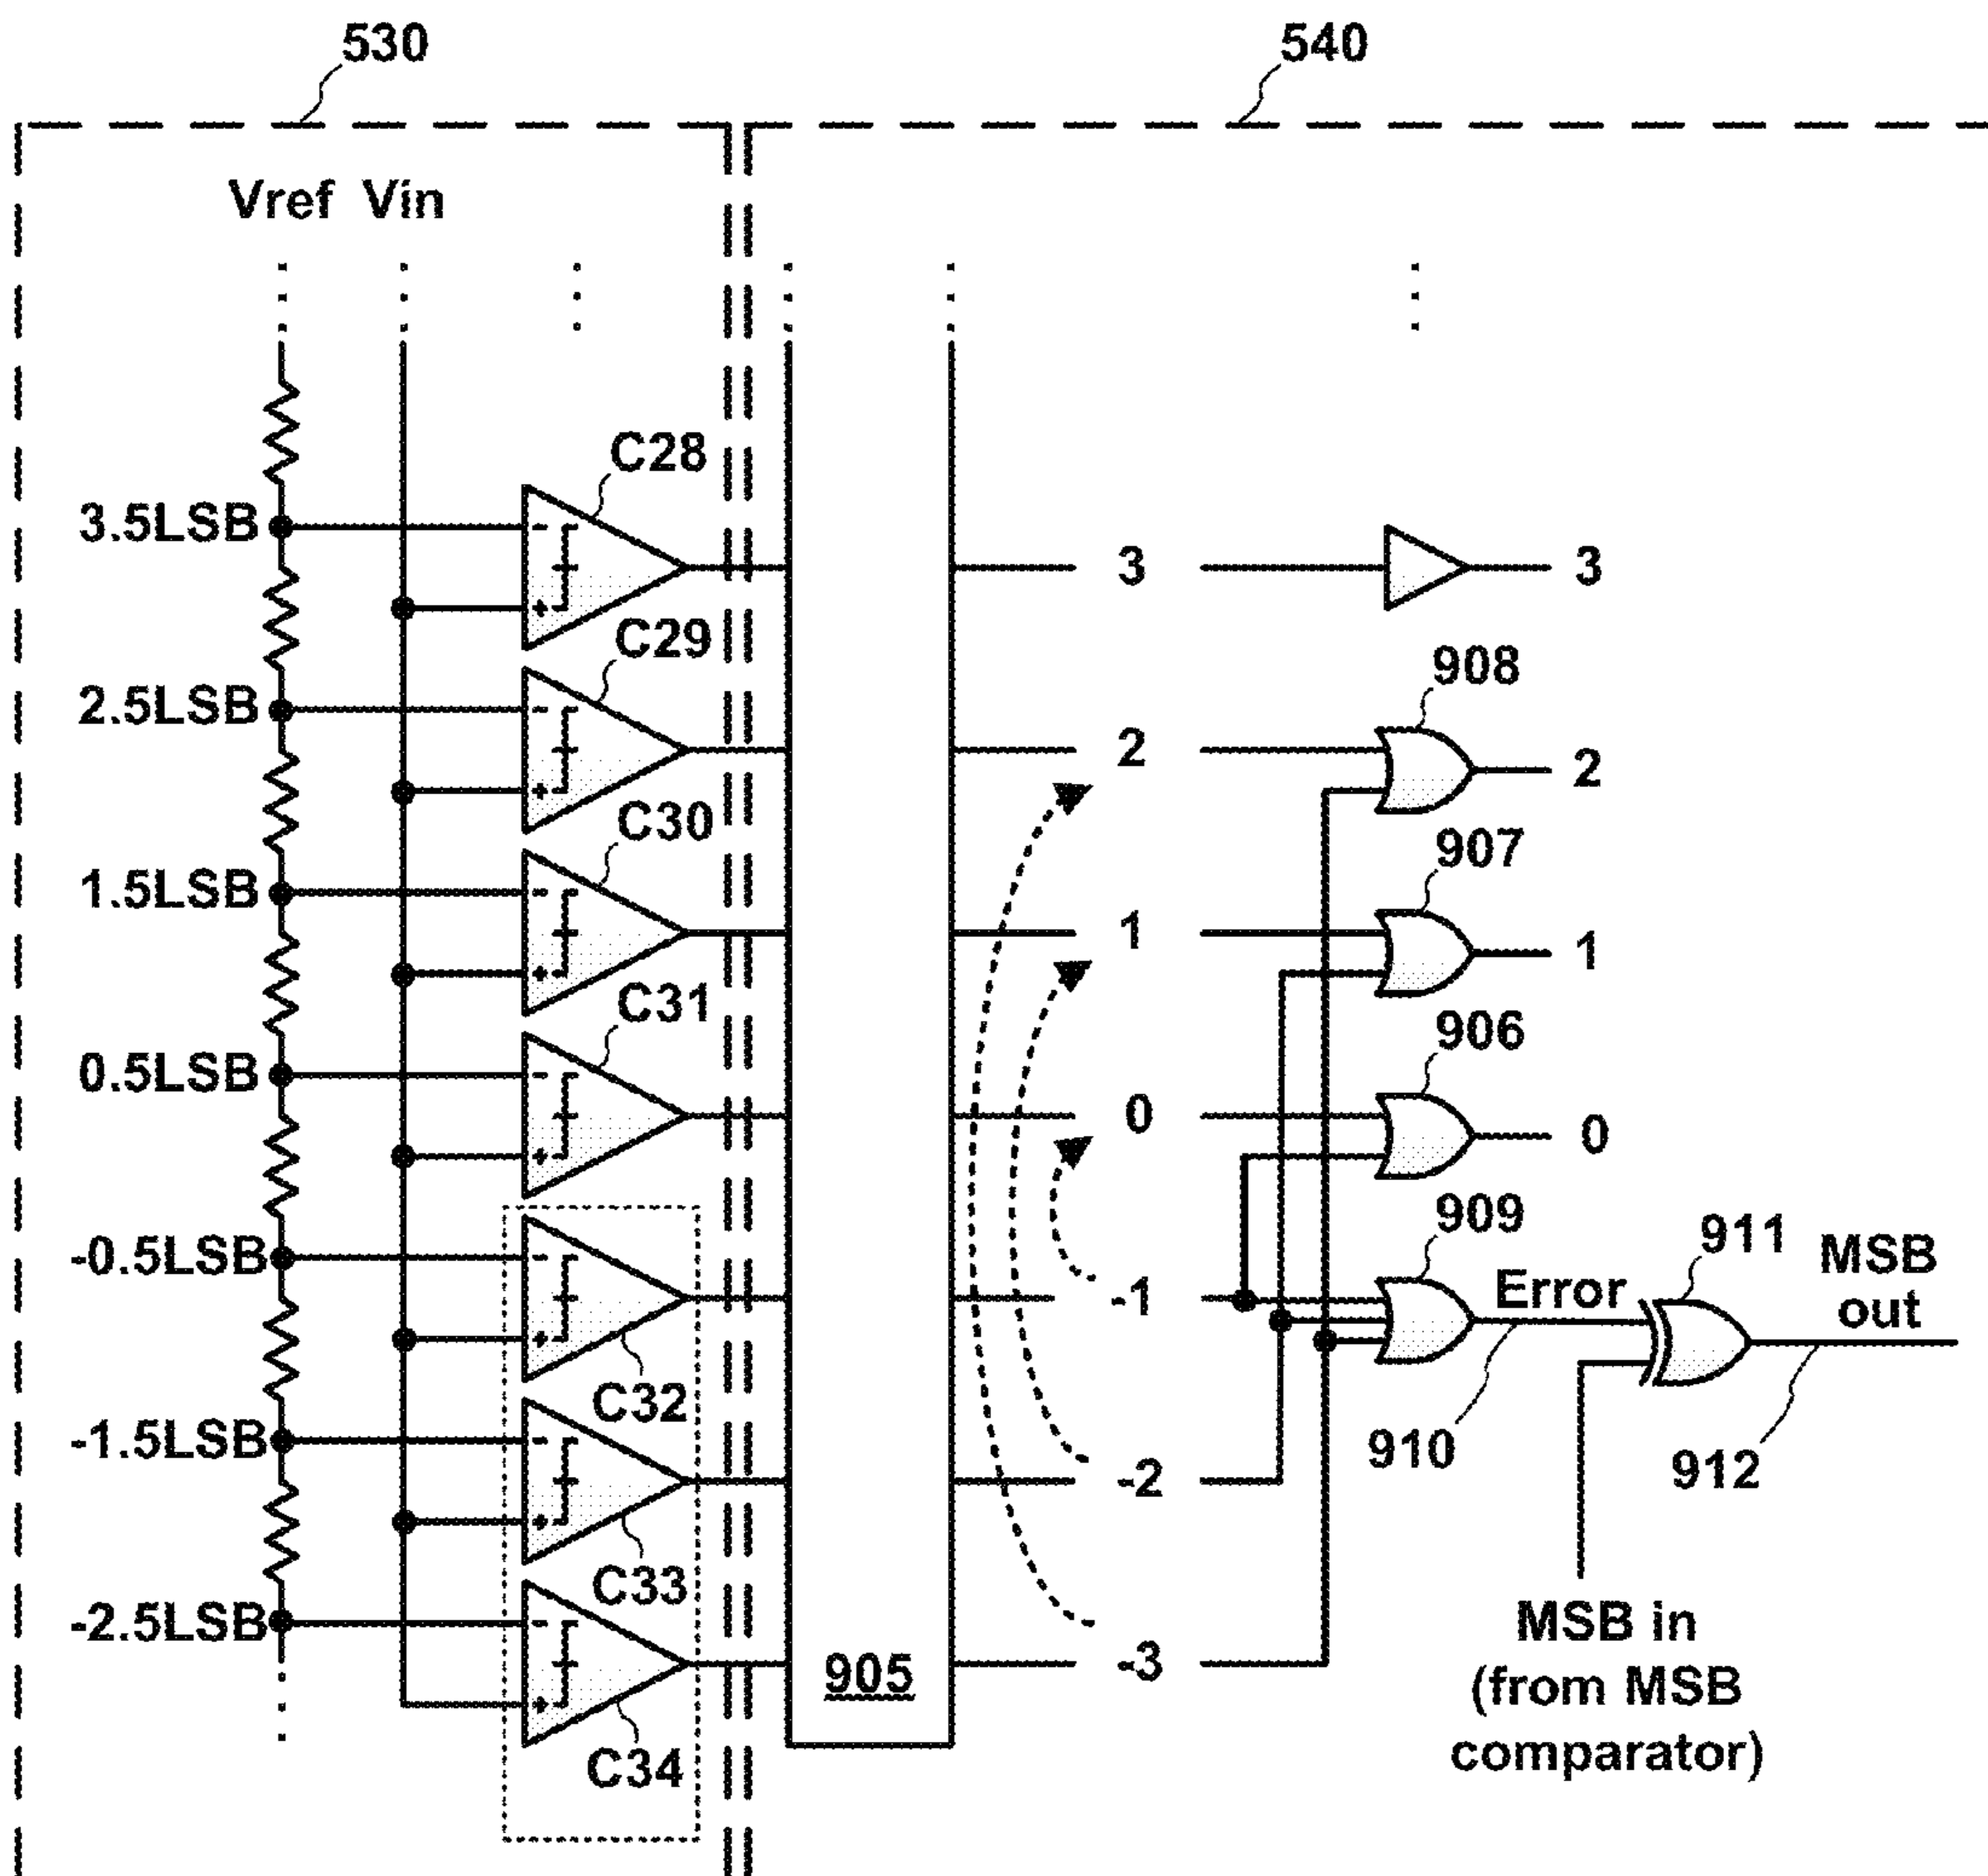 530
540
Vref Vin
C28
3.5LSB
3
3
C29
908
2.5LSB
2
2
C30
907
1.5LSB
1
1
C31
906
0.5LSB
0
0
909
911
MSB
out
-0.5LSB
-1
Error
C32
910
912
-1.5LSB
-2
C33
-2.5LSB
-3
905
MSB in
(from MSB
comparator)
C34